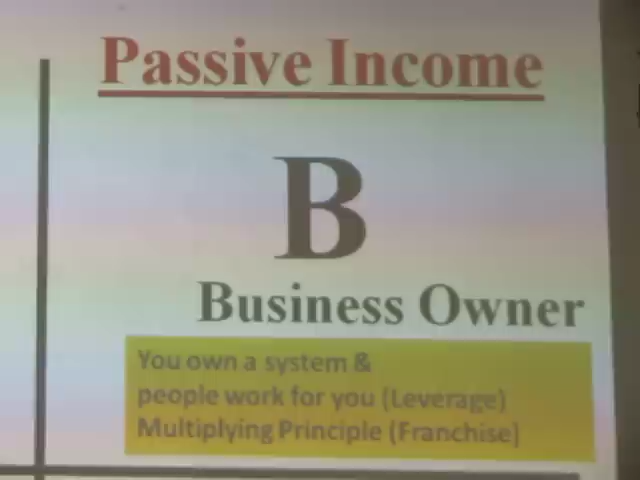 Passive Income
B
Business Owner
You own a system &
people work for you (Leverage)
Multiplying Principle (Franchise)